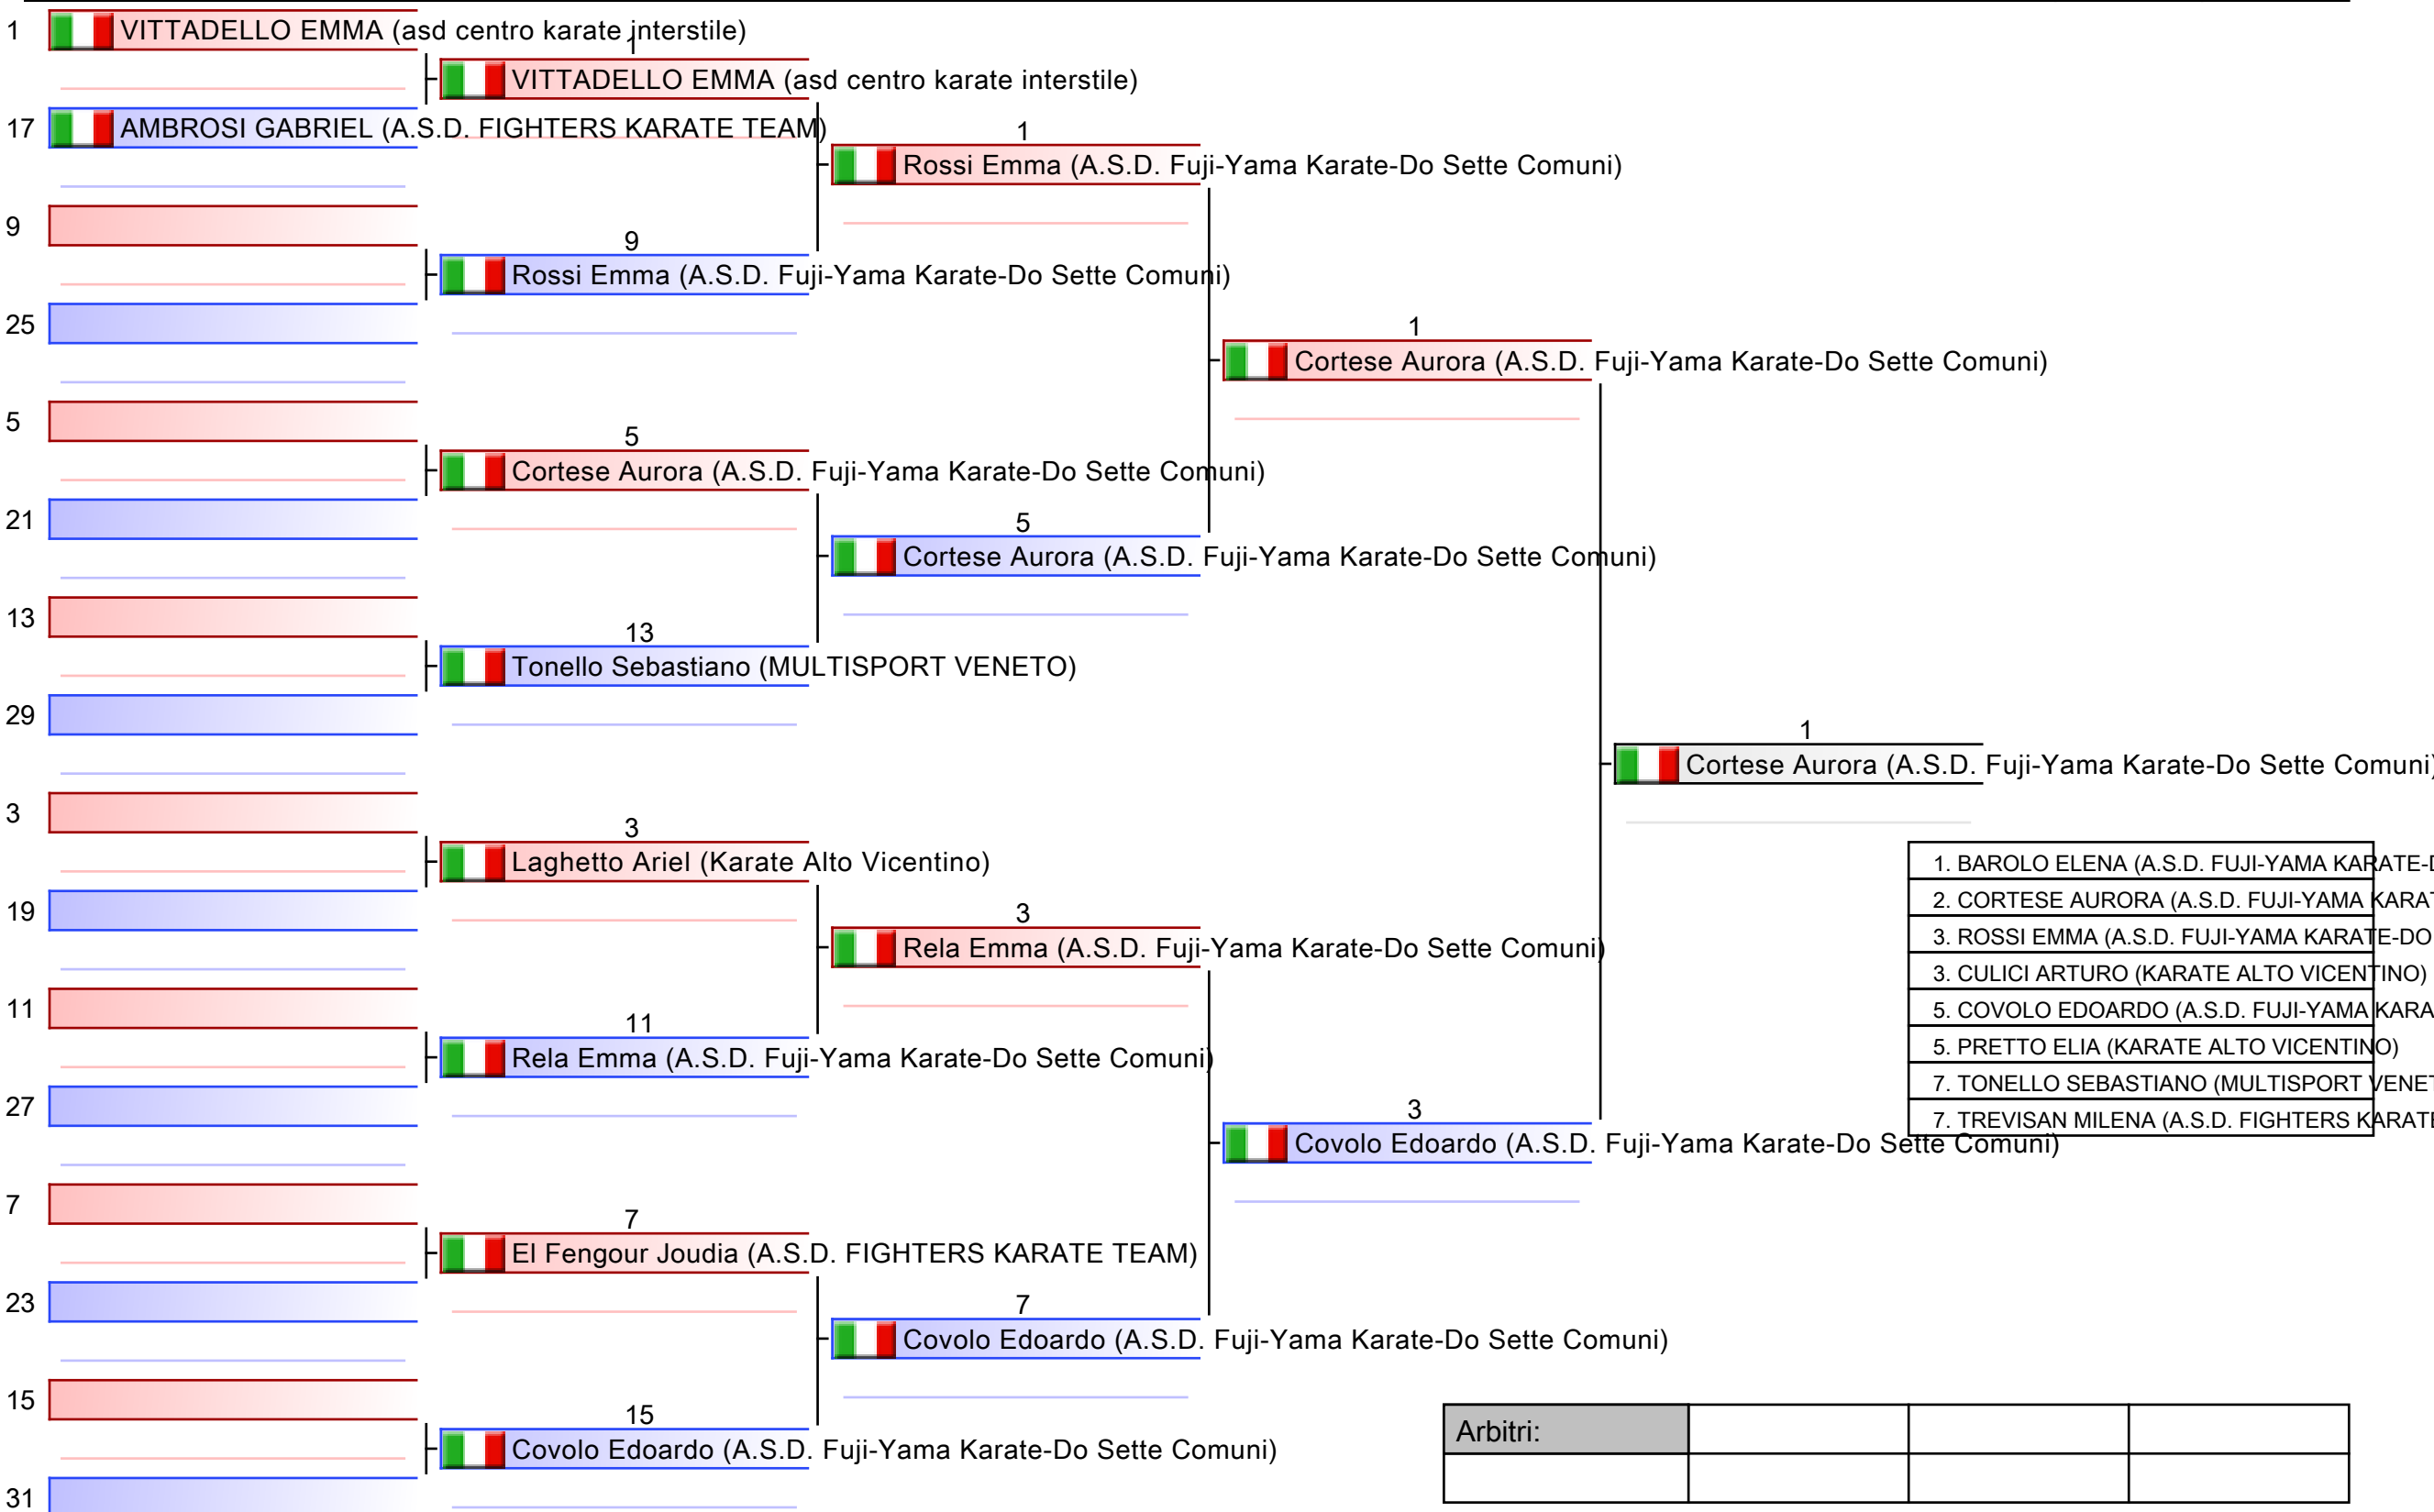 1 VITTADELLO EMMA (asd centro karate interstile)
1
VITTADELLO EMMA (asd centro karate interstile)
17 AMBROSI GABRIEL (A.S.D. FIGHTERS KARATE TEAM)
1
Rossi Emma (A.S.D. Fuji-Yama Karate-Do Sette Comuni)
9
9
Rossi Emma (A.S.D. Fuji-Yama Karate-Do Sette Comuni)
25
1
Cortese Aurora (A.S.D. Fuji-Yama Karate-Do Sette Comuni)
5
5
Cortese Aurora (A.S.D. Fuji-Yama Karate-Do Sette Comuni)
21
5
Cortese Aurora (A.S.D. Fuji-Yama Karate-Do Sette Comuni)
13
13
Tonello Sebastiano (MULTISPORT VENETO)
29
1
Cortese Aurora (A.S.D. Fuji-Yama Karate-Do Sette Comuni)
3
3
Laghetto Ariel (Karate Alto Vicentino)
1. BAROLO ELENA (A.S.D. FUJI-YAMA KARATE-D
2. CORTESE AURORA (A.S.D. FUJI-YAMA KARAT
3. ROSSI EMMA (A.S.D. FUJI-YAMA KARATE-DO
3. CULICI ARTURO (KARATE ALTO VICENTINO)
5. COVOLO EDOARDO (A.S.D. FUJI-YAMA KARA
5. PRETTO ELIA (KARATE ALTO VICENTINO)
7. TONELLO SEBASTIANO (MULTISPORT VENET
7. TREVISAN MILENA (A.S.D. FIGHTERS KARATE
19
3
Rela Emma (A.S.D. Fuji-Yama Karate-Do Sette Comuni)
11
11
Rela Emma (A.S.D. Fuji-Yama Karate-Do Sette Comuni)
27
3
Covolo Edoardo (A.S.D. Fuji-Yama Karate-Do Sette Comuni)
7
7
El Fengour Joudia (A.S.D. FIGHTERS KARATE TEAM)
23
7
Covolo Edoardo (A.S.D. Fuji-Yama Karate-Do Sette Comuni)
15
15
Covolo Edoardo (A.S.D. Fuji-Yama Karate-Do Sette Comuni)
31
Arbitri: